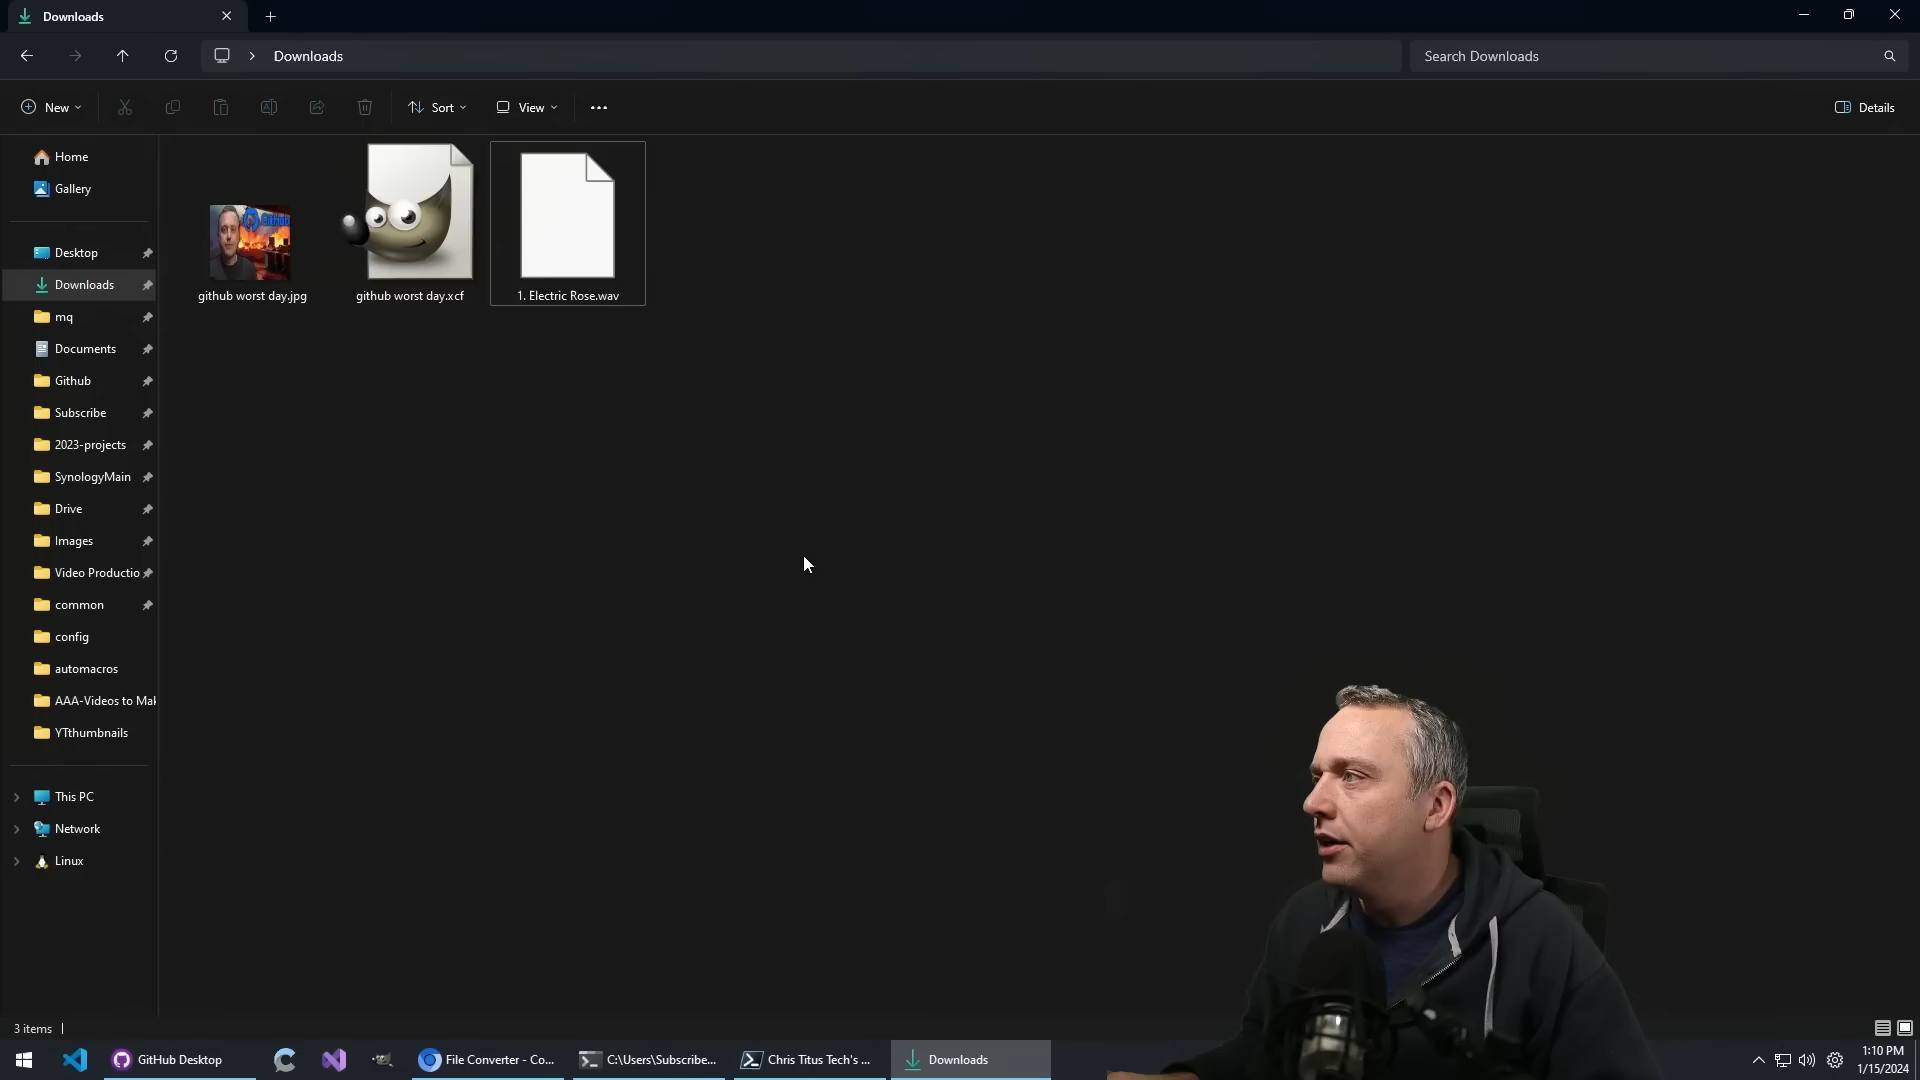 Downloads
Downloads
Search Downloads
New
Sort
View
Details
Home
Gallery
Desktop
Downloads
mq
Documents
Github
Subscribe
2023-projects
SynologyMain
Drive
Images
Video Productio
common
config
automacros
AAA-Videos to Mak
YTthumbnails
This PC
Network
Linux
GitHub
github worst day.jpg
github worst day.xcf
1. Electric Rose.wav
3 items
GitHub Desktop
File Converter - Co...
C:\Users\Subscribe...
Chris Titus Tech's ...
Downloads
1:10 PM
1/15/2024